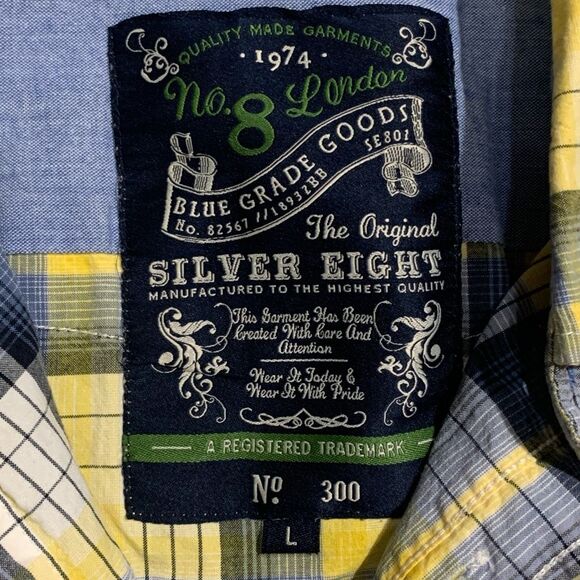 QUALITY MADE GARMENTS
· 1974 ·
No. 8 London
BLUE GRADE GOODS
No. 82567 // 18932BB
SE801
The Original
SILVER EIGHT
MANUFACTURED TO THE HIGHEST QUALITY
This Garment Has Been
Created With Care And
Attention
Wear It Today &
Wear It With Pride
A REGISTERED TRADEMARK
Nº 300
L